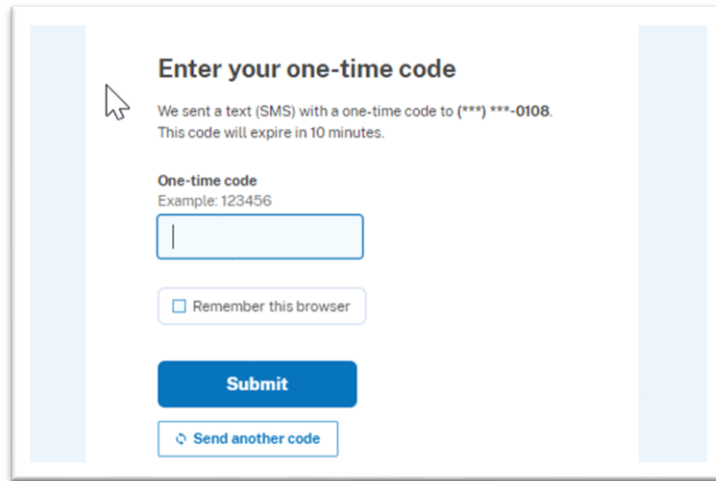 Enter your one-time code
We sent a text (SMS) with a one-time code to (***) ***-0108.
This code will expire in 10 minutes.
One-time code
Example: 123456
Remember this browser
Submit
Send another code